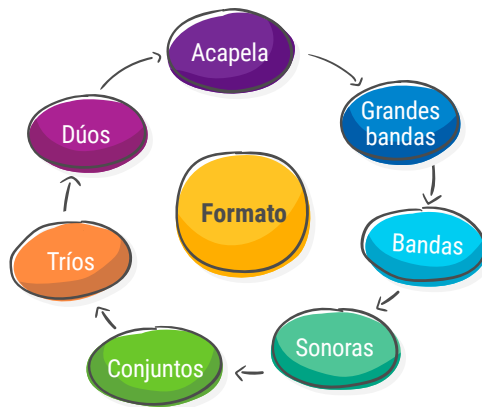 Acapela
Grandes
bandas
Bandas
Sonoras
Conjuntos
Tríos
Dúos
Formato